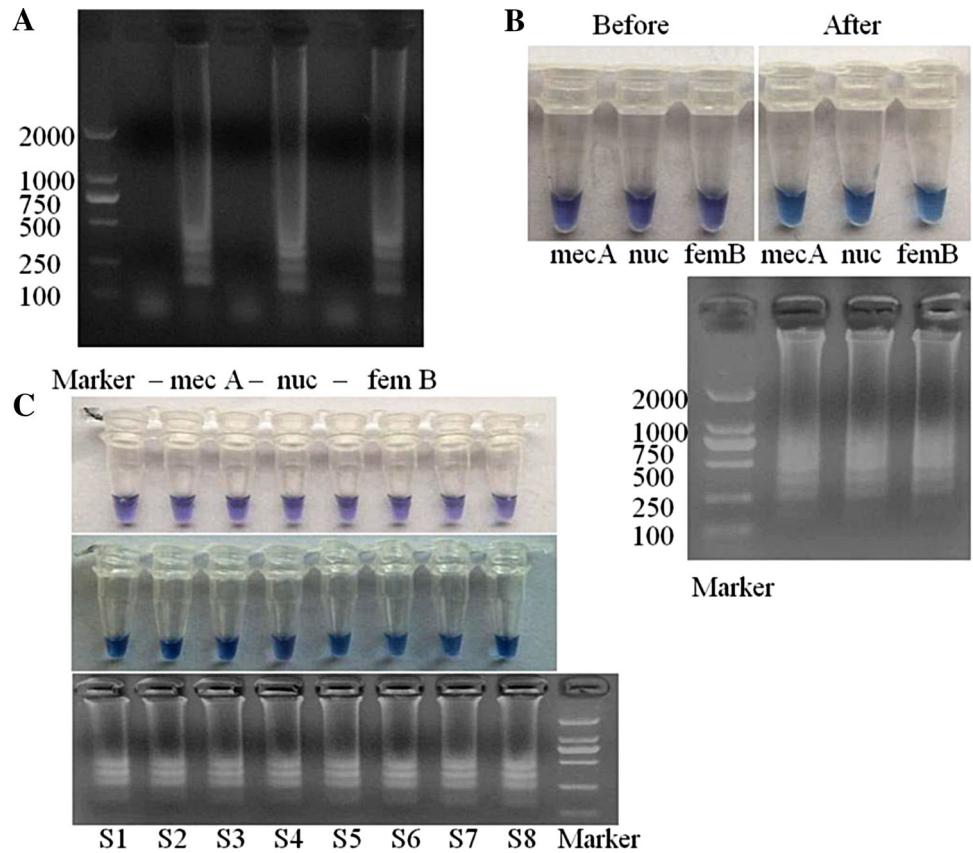 A
2000
1000
750
500
250
100
Marker – mec A – nuc – fem B
B
Before After
mecA nuc femB mecA nuc femB
2000
1000
750
500
250
100
Marker
C
S1 S2 S3 S4 S5 S6 S7 S8 Marker